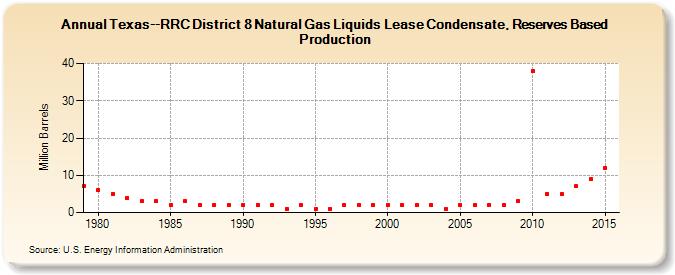 Annual Texas--RRC District 8 Natural Gas Liquids Lease Condensate, Reserves Based
Production
Million Barrels
40
30
20
10
0
1980 1985 1990 1995 2000 2005 2010 2015
Source: U.S. Energy Information Administration